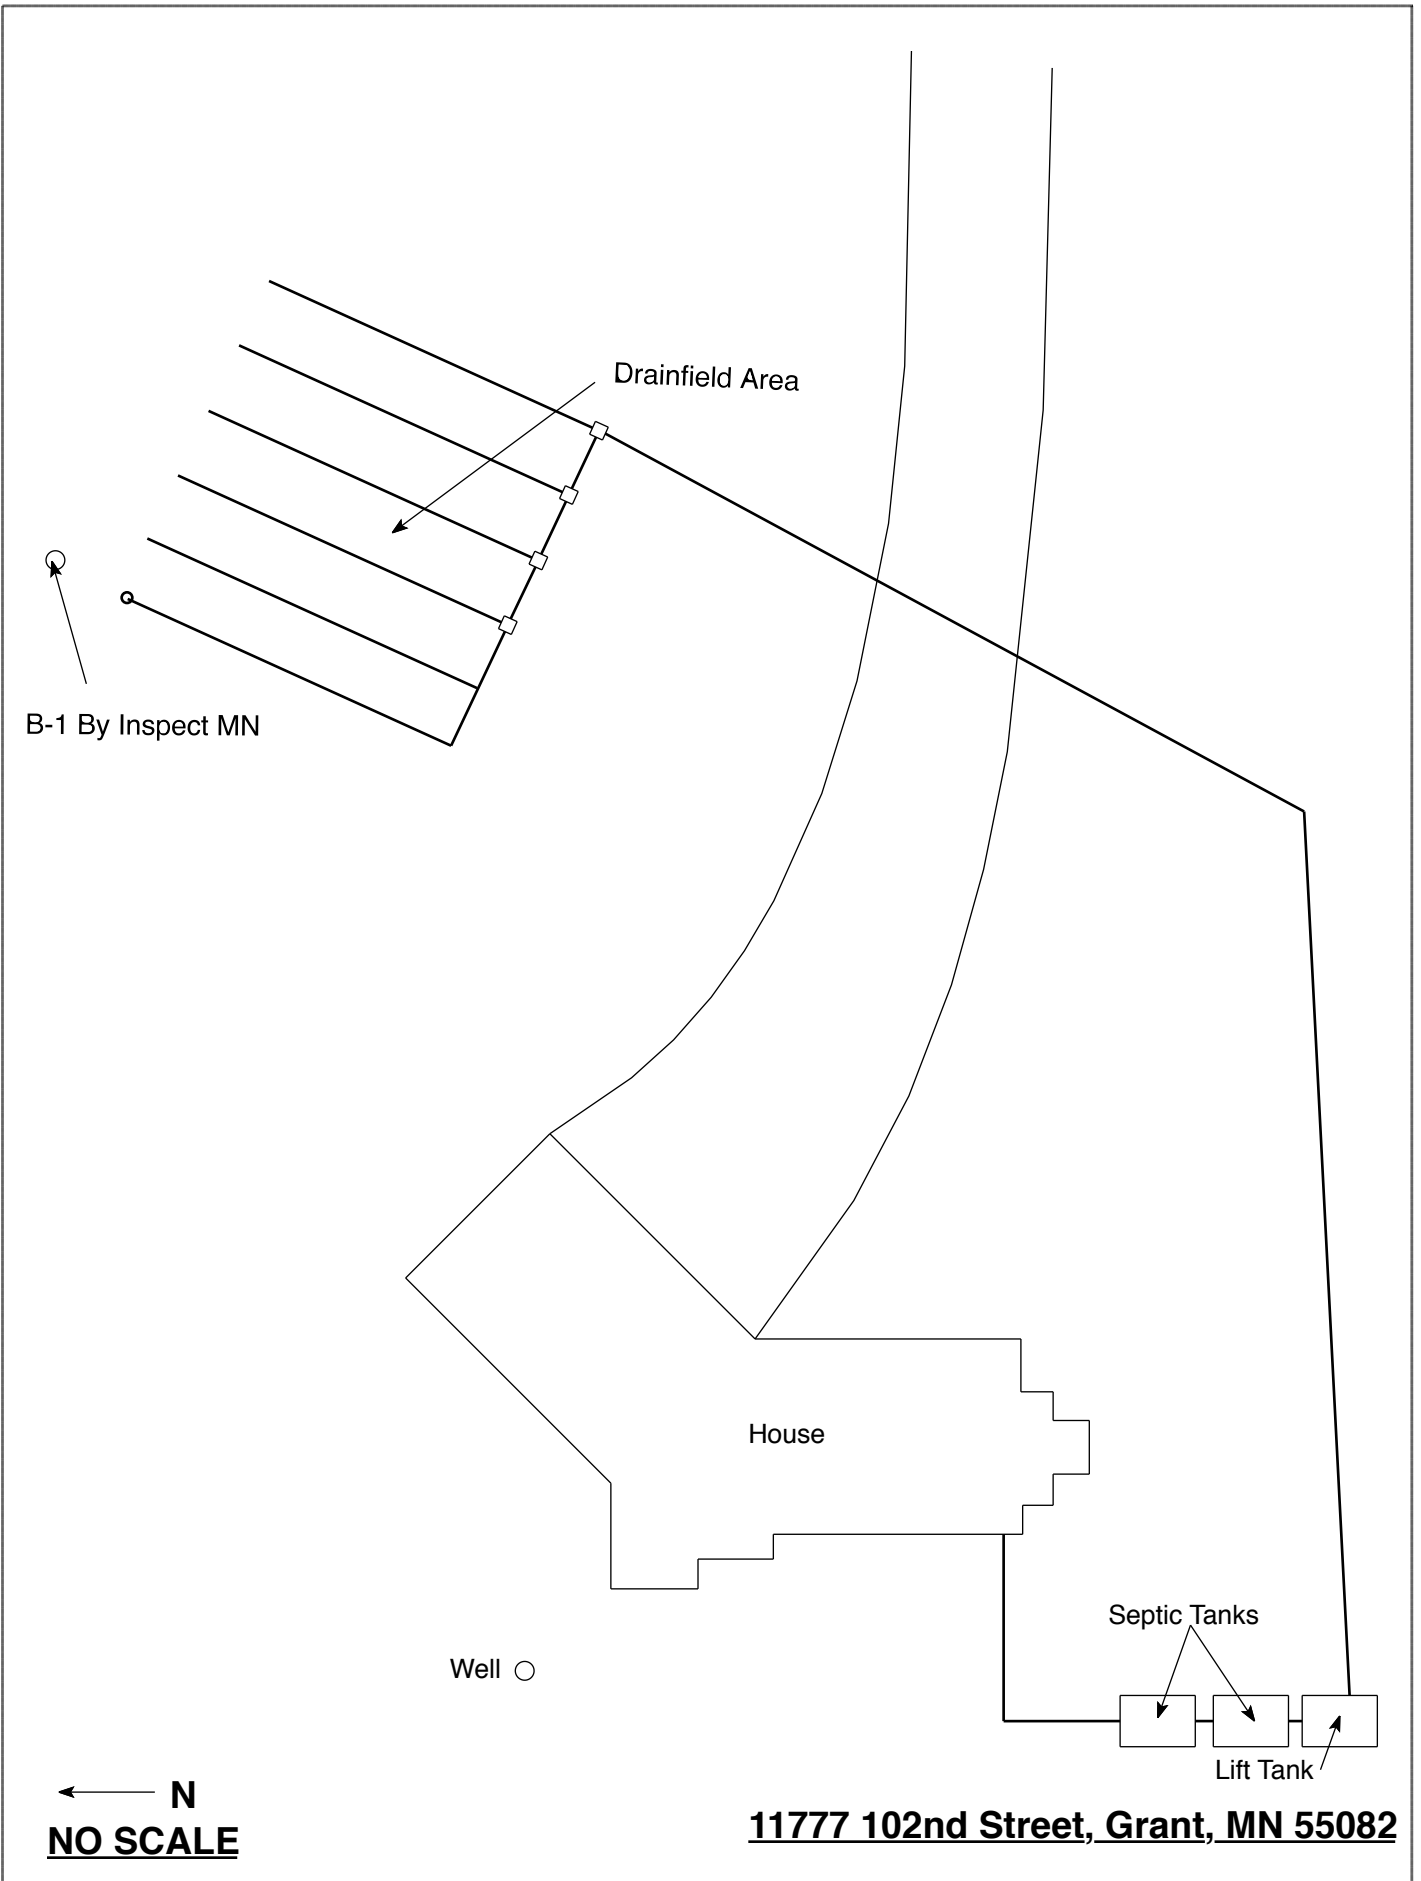 Drainfield Area
B-1 By Inspect MN
House
Septic Tanks
Well
Lift Tank
N
NO SCALE
11777 102nd Street, Grant, MN 55082